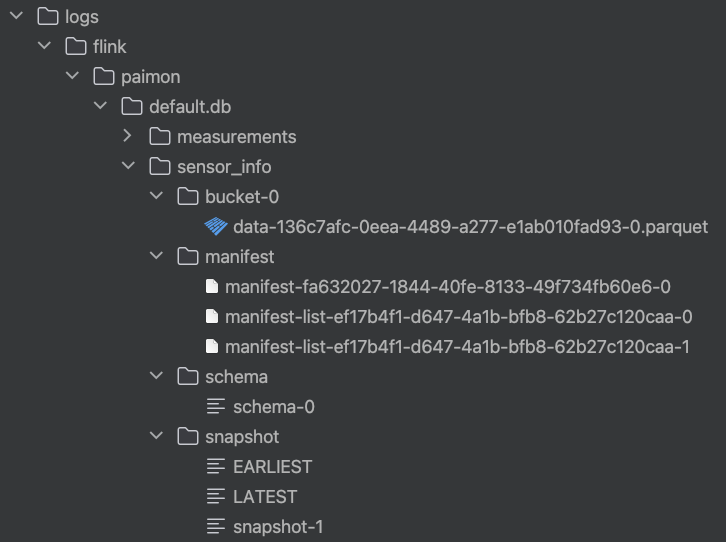 logs
flink
paimon
default.db
measurements
sensor_info
bucket-0
data-136c7afc-0eea-4489-a277-e1ab010fad93-0.parquet
manifest
manifest-fa632027-1844-40fe-8133-49f734fb60e6-0
manifest-list-ef17b4f1-d647-4a1b-bfb8-62b27c120caa-0
manifest-list-ef17b4f1-d647-4a1b-bfb8-62b27c120caa-1
schema
schema-0
snapshot
EARLIEST
LATEST
snapshot-1